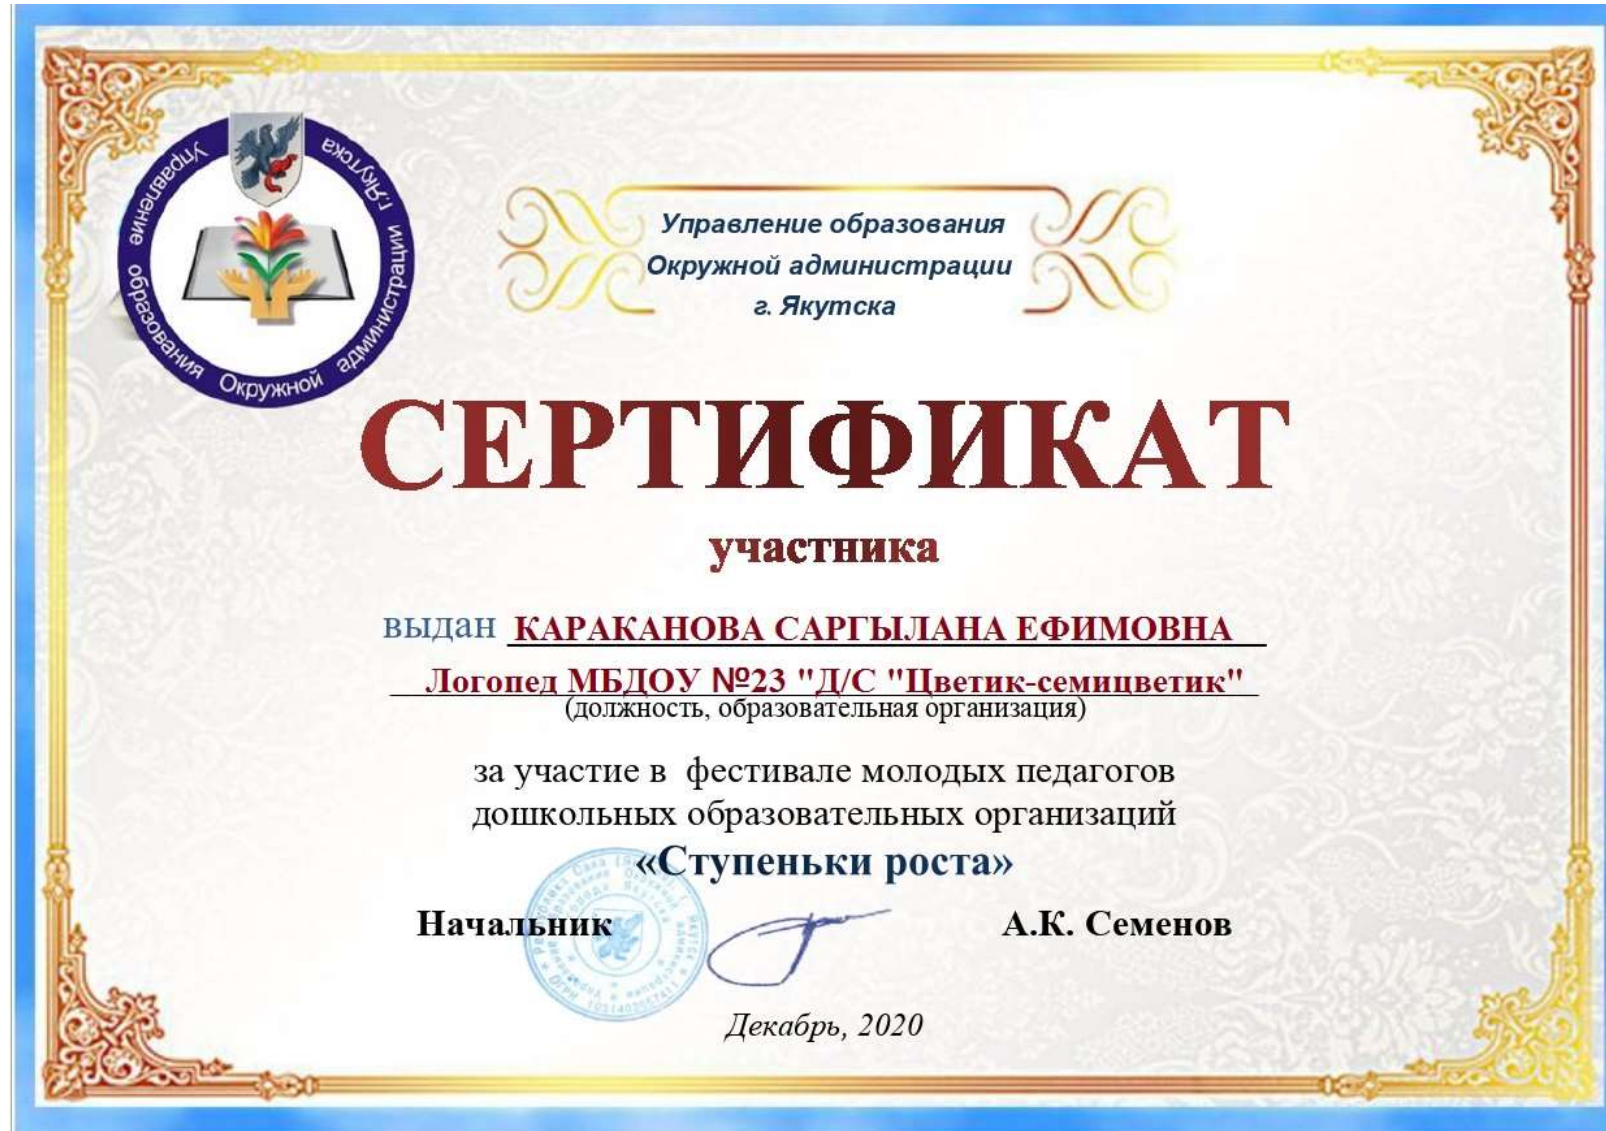 Управление образования Окружной администрации г.Якутска
Управление образования
Окружной администрации
г. Якутска
СЕРТИФИКАТ
участника
выдан КАРАКАНОВА САРГЫЛАНА ЕФИМОВНА
Логопед МБДОУ №23 "Д/С "Цветик-семицветик"
(должность, образовательная организация)
за участие в фестивале молодых педагогов
дошкольных образовательных организаций
«Ступеньки роста»
Начальник А.К. Семенов
Декабрь, 2020